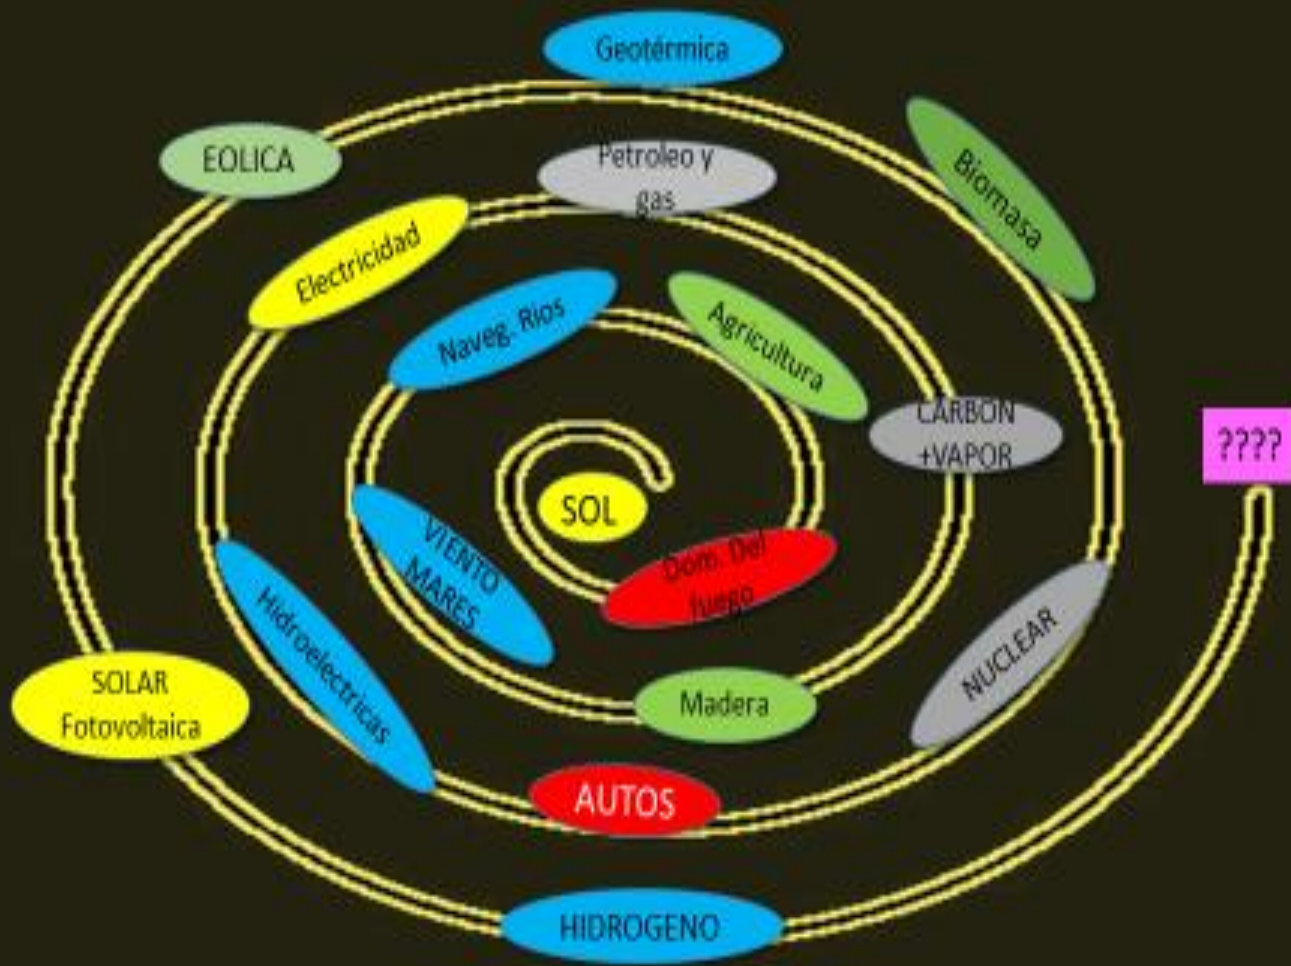 Geotérmica
EOLICA
Petroleo y
gas
Biomasa
Electricidad
Naveg. Rios
Agricultura
CARBON
+VAPOR
????
SOL
VIENTO
MARES
Dom. Del
fuego
Hidroelectricas
NUCLEAR
SOLAR
Fotovoltaica
Madera
AUTOS
HIDROGENO